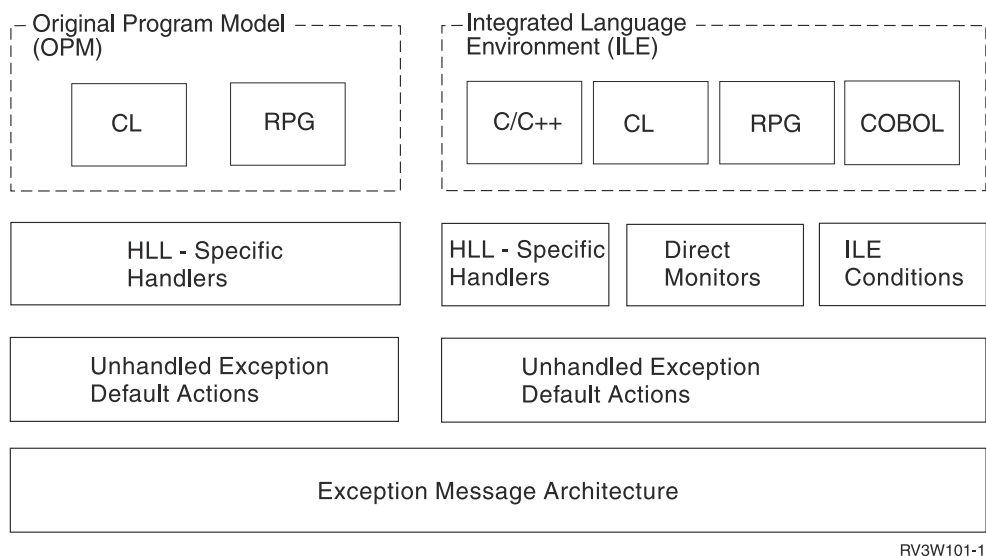 Original Program Model
(OPM)
CL
RPG
Integrated Language
Environment (ILE)
C/C++
CL
RPG
COBOL
HLL - Specific
Handlers
HLL - Specific
Handlers
Direct
Monitors
ILE
Conditions
Unhandled Exception
Default Actions
Unhandled Exception
Default Actions
Exception Message Architecture
RV3W101-1